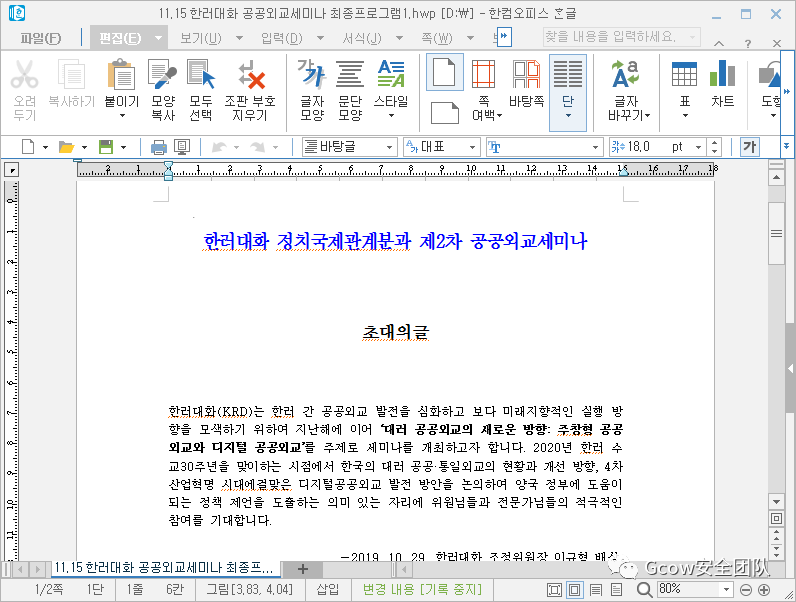 11.15 한러대화 공공외교세미나 최종프로그램1.hwp [D:\] - 한컴오피스 혼글
파일(F) 편집(E) 보기(U) 입력(D) 서식(J) 쪽(W) 찾을 내용을 입력하세요. ?
오려 두기 복사하기 붙이기 모양 복사 모두 선택 조판 부호 지우기 글자 모양 문단 모양 스타일 쪽 여백 바탕쪽 단 글자 바꾸기 표 차트 도형
바탕글 대표 18.0 pt 가
2 1 1 2 3 4 5 6 7 8 9 10 11 12 13 14 15 16 17 18
한러대화 정치국제관계분과 제2차 공공외교세미나
초대의글
한러대화(KRD)는 한러 간 공공외교 발전을 심화하고 보다 미래지향적인 실행 방
향을 모색하기 위하여 지난해에 이어 '대러 공공외교의 새로운 방향: 주창형 공공
외교와 디지털 공공외교'를 주제로 세미나를 개최하고자 합니다. 2020년 한러 수
교30주년을 맞이하는 시점에서 한국의 대러 공공·통일외교의 현황과 개선 방향, 4차
산업혁명 시대에걸맞은 디지털공공외교 발전 방안을 논의하여 양국 정부에 도움이
되는 정책 제언을 도출하는 의미 있는 자리에 위원님들과 전문가님들의 적극적인
참여를 기대합니다.
-2019. 10. 29. 한러대화 조정위원장 이규형 배상
Gcow安全团队
11.15 한러대화 공공외교세미나 최종프...
1/2쪽 1단 1줄 6칸 그림[3.83, 4.04] 삽입 변경 내용 [기록 중지] 80%